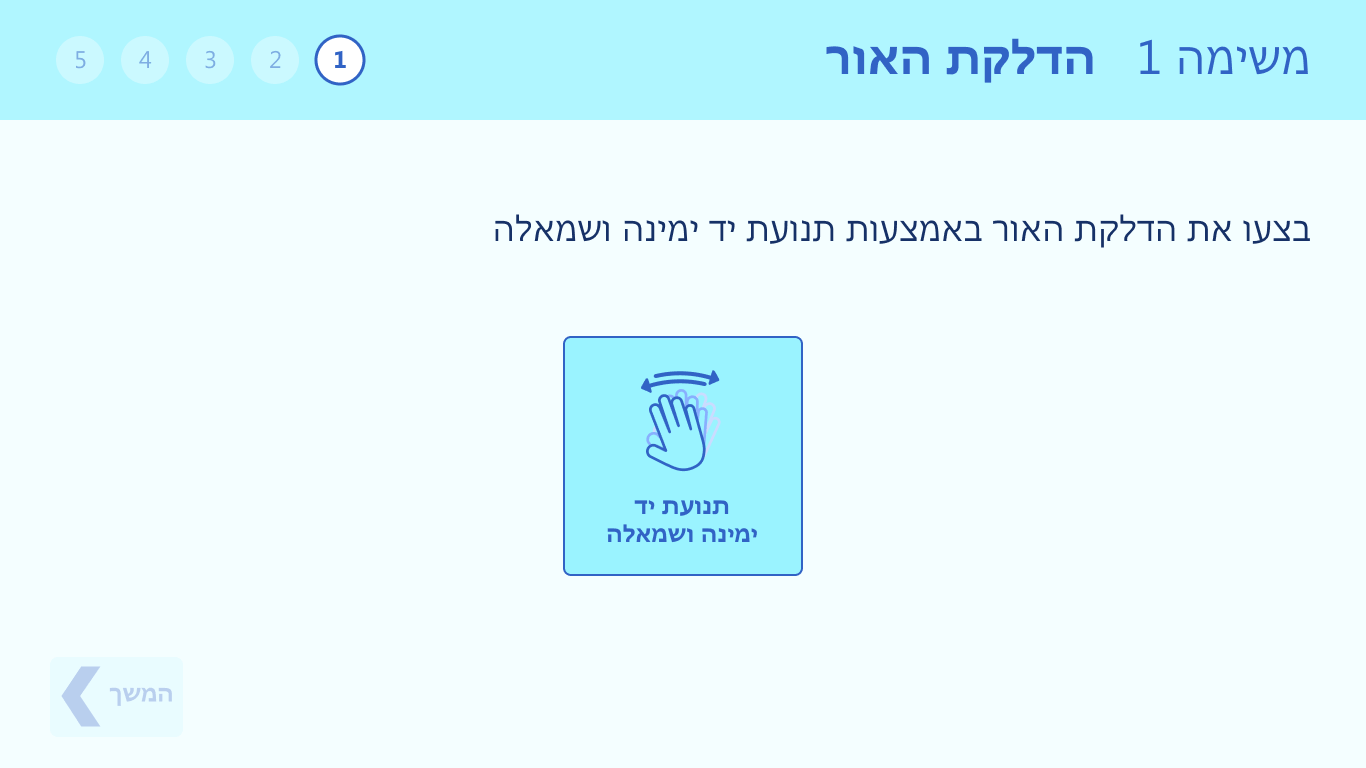 משימה 1 הדלקת האור
1 2 3 4 5
בצעו את הדלקת האור באמצעות תנועת יד ימינה ושמאלה
תנועת יד
ימינה ושמאלה
המשך